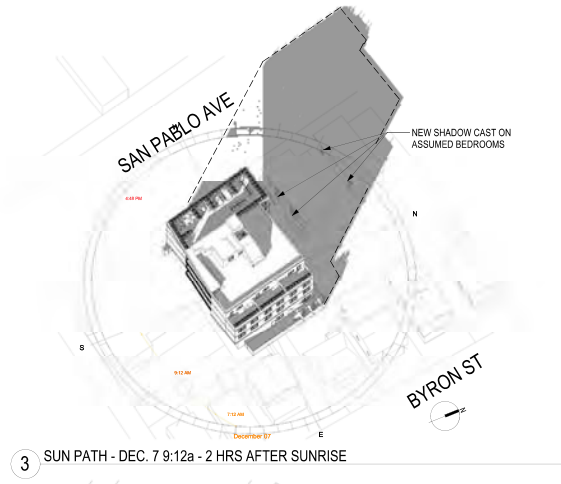 SAN PABLO AVE
W
NEW SHADOW CAST ON
ASSUMED BEDROOMS
4:48 PM
N
S
9:12 AM
BYRON ST
7:12 AM
N
December 07
E
3 SUN PATH - DEC. 7 9:12a - 2 HRS AFTER SUNRISE